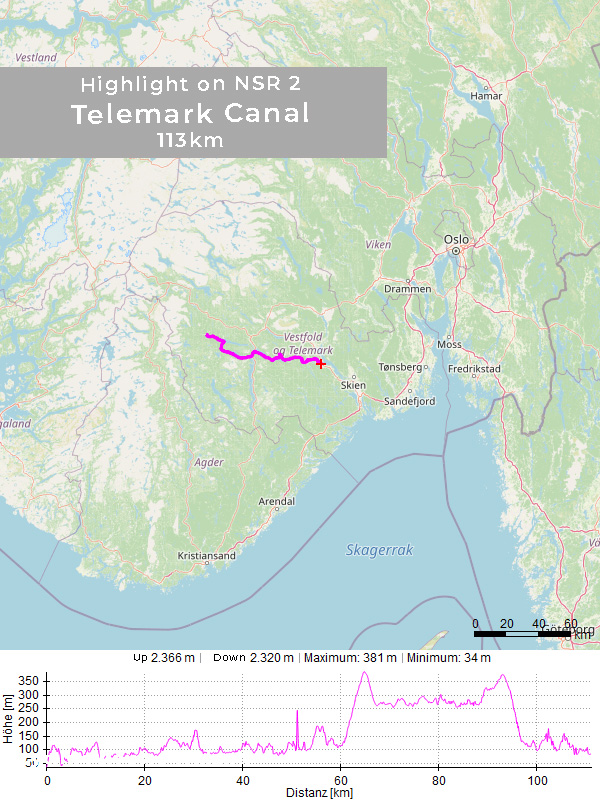 Vestland
Highlight on NSR 2
Telemark Canal
113km
Hamar
Viken
Oslo
Drammen
Vestfold
og Telemark
Moss
Tønsberg
Fredrikstad
Skien
Sandefjord
galand
Agder
Arendal
Kristiansand
Skagerrak
Vä
0 20 40 60
km
Göteborg
Up 2.366 m | Down 2.320 m | Maximum: 381 m | Minimum: 34 m
Höhe [m]
350
300
250
200
150
100
50
0 20 40 60 80 100
Distanz [km]